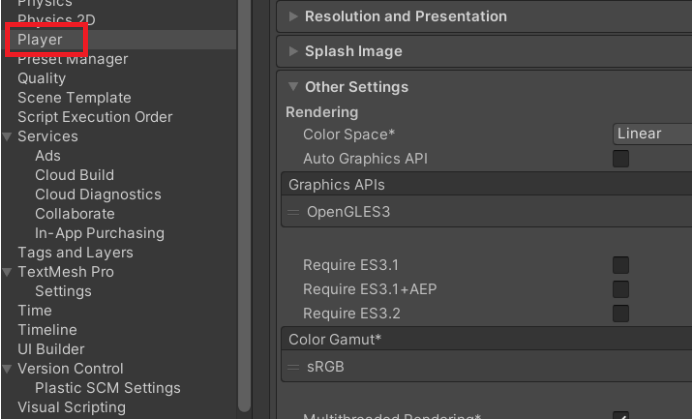 Physics
Physics 2D
Player
Preset Manager
Quality
Scene Template
Script Execution Order
Services
Ads
Cloud Build
Cloud Diagnostics
Collaborate
In-App Purchasing
Tags and Layers
TextMesh Pro
Settings
Time
Timeline
UI Builder
Version Control
Plastic SCM Settings
Visual Scripting
Resolution and Presentation
Splash Image
Other Settings
Rendering
Color Space* Linear
Auto Graphics API
Graphics APIs
OpenGLES3
Require ES3.1
Require ES3.1+AEP
Require ES3.2
Color Gamut*
sRGB
Multithreaded Rendering*